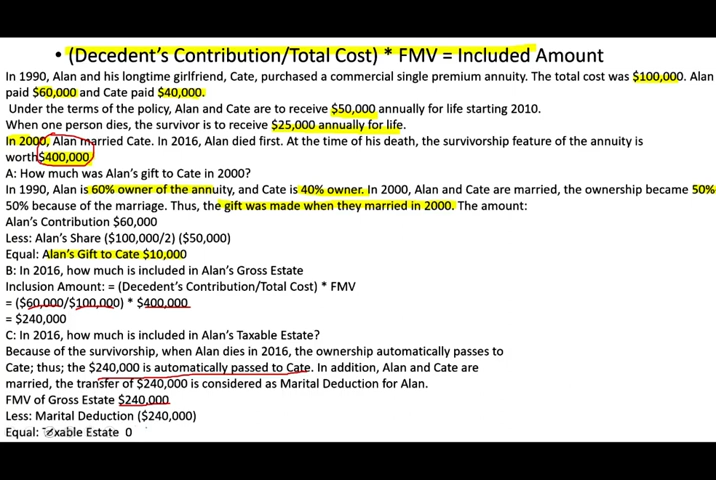 • (Decedent's Contribution/Total Cost) * FMV = Included Amount
In 1990, Alan and his longtime girlfriend, Cate, purchased a commercial single premium annuity. The total cost was $100,000. Alan
paid $60,000 and Cate paid $40,000.
Under the terms of the policy, Alan and Cate are to receive $50,000 annually for life starting 2010.
When one person dies, the survivor is to receive $25,000 annually for life.
In 2000, Alan married Cate. In 2016, Alan died first. At the time of his death, the survivorship feature of the annuity is
worth$400,000
A: How much was Alan's gift to Cate in 2000?
In 1990, Alan is 60% owner of the annuity, and Cate is 40% owner. In 2000, Alan and Cate are married, the ownership became 50%
50% because of the marriage. Thus, the gift was made when they married in 2000. The amount:
Alan's Contribution $60,000
Less: Alan's Share ($100,000/2) ($50,000)
Equal: Alan's Gift to Cate $10,000
B: In 2016, how much is included in Alan's Gross Estate
Inclusion Amount: = (Decedent's Contribution/Total Cost) * FMV
= ($60,000/$100,000) * $400,000
= $240,000
C: In 2016, how much is included in Alan's Taxable Estate?
Because of the survivorship, when Alan dies in 2016, the ownership automatically passes to
Cate; thus; the $240,000 is automatically passed to Cate. In addition, Alan and Cate are
married, the transfer of $240,000 is considered as Marital Deduction for Alan.
FMV of Gross Estate $240,000
Less: Marital Deduction ($240,000)
Equal: Taxable Estate 0